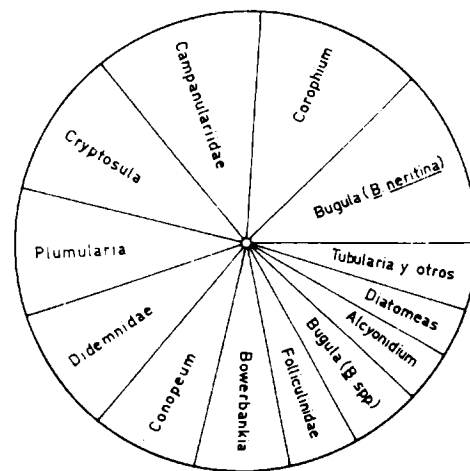 Campanulariidae
Corophium
Cryptosula
Bugula (B neritina)
Plumularia
Tubularia y otros
Diatomeas
Alcyonidium
Didemnidae
Bugula (B spp.)
Conopeum
Bowerbankia
Folliculinidae